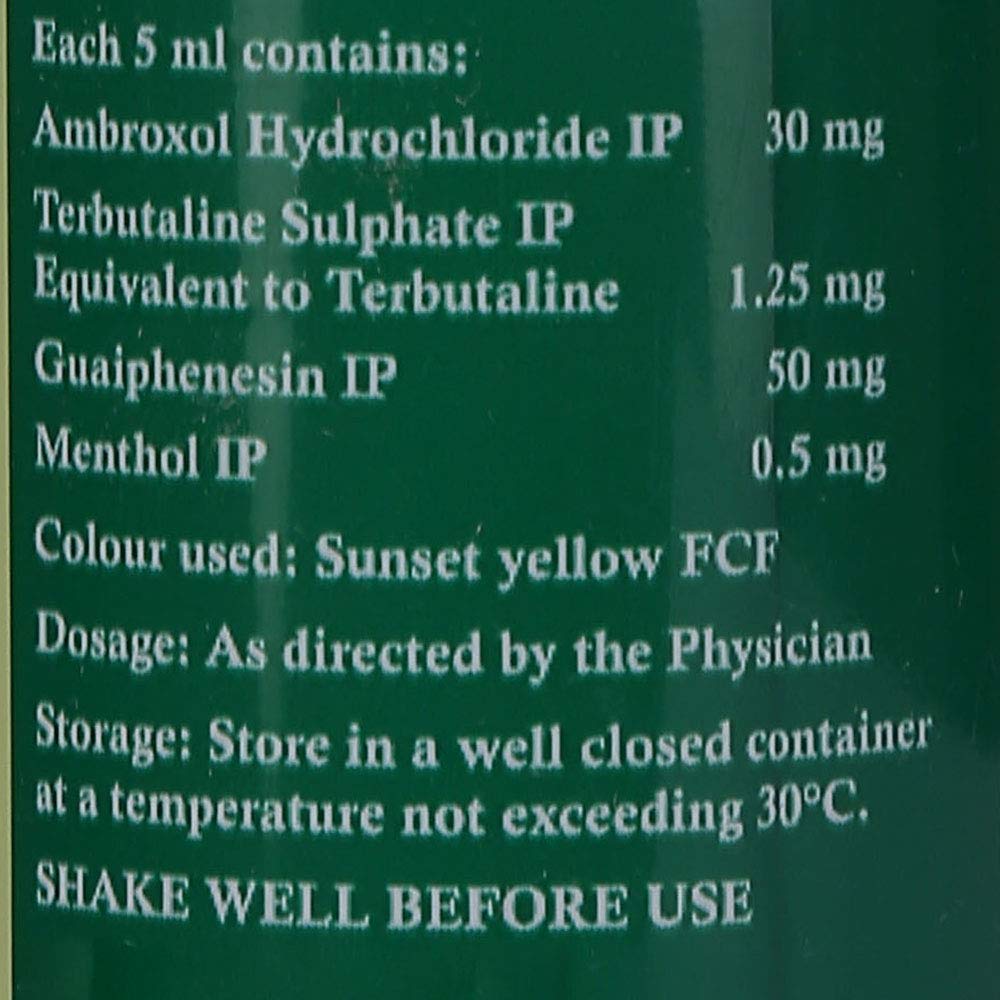 Each 5 ml contains:
Ambroxol Hydrochloride IP 30 mg
Terbutaline Sulphate IP
Equivalent to Terbutaline 1.25 mg
Guaiphenesin IP 50 mg
Menthol IP 0.5 mg
Colour used: Sunset yellow FCF
Dosage: As directed by the Physician
Storage: Store in a well closed container
at a temperature not exceeding 30°C.
SHAKE WELL BEFORE USE